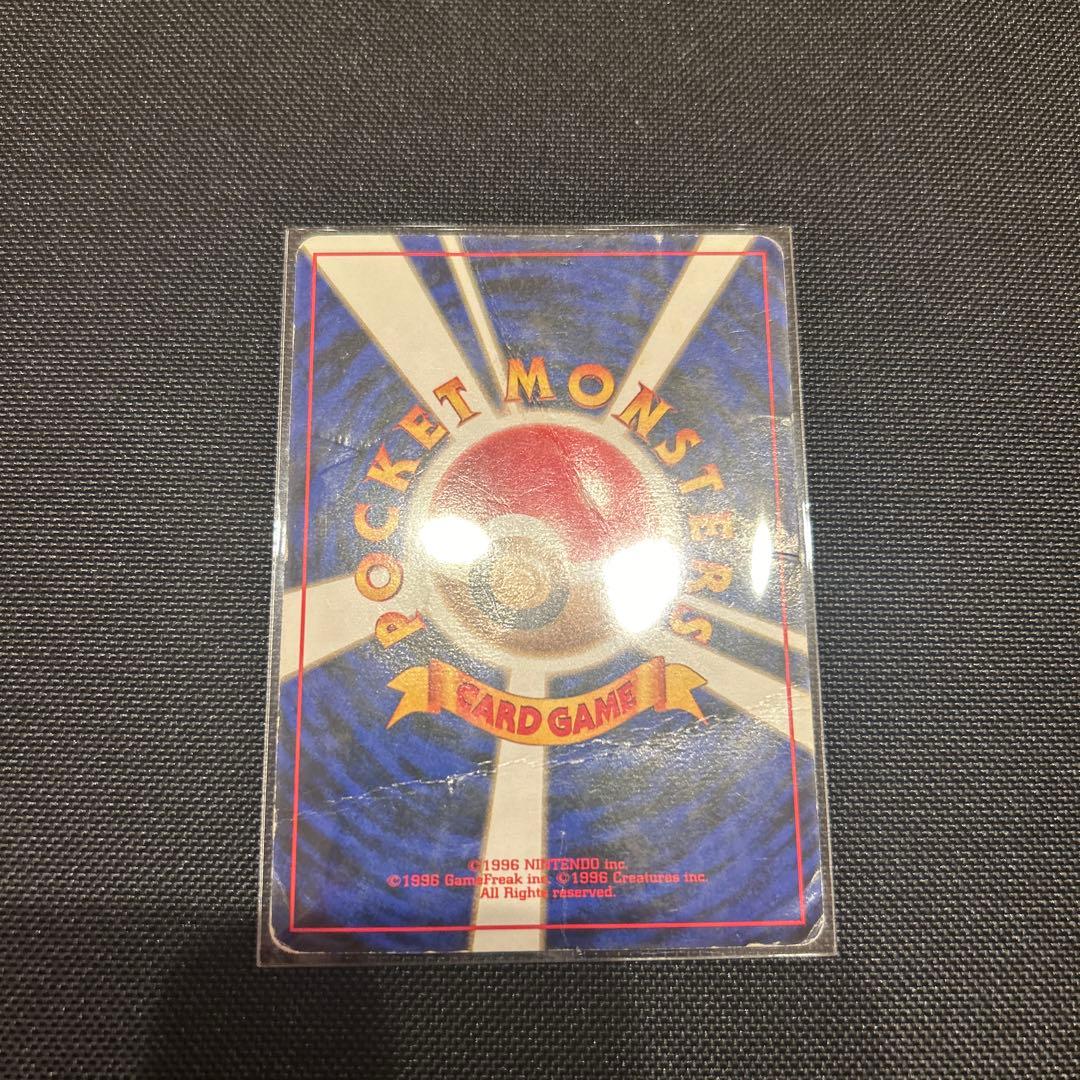 POCKET MONSTERS
CARD GAME
©1996 NINTENDO inc.
©1996 GameFreak inc. ©1996 Creatures inc.
All Rights reserved.